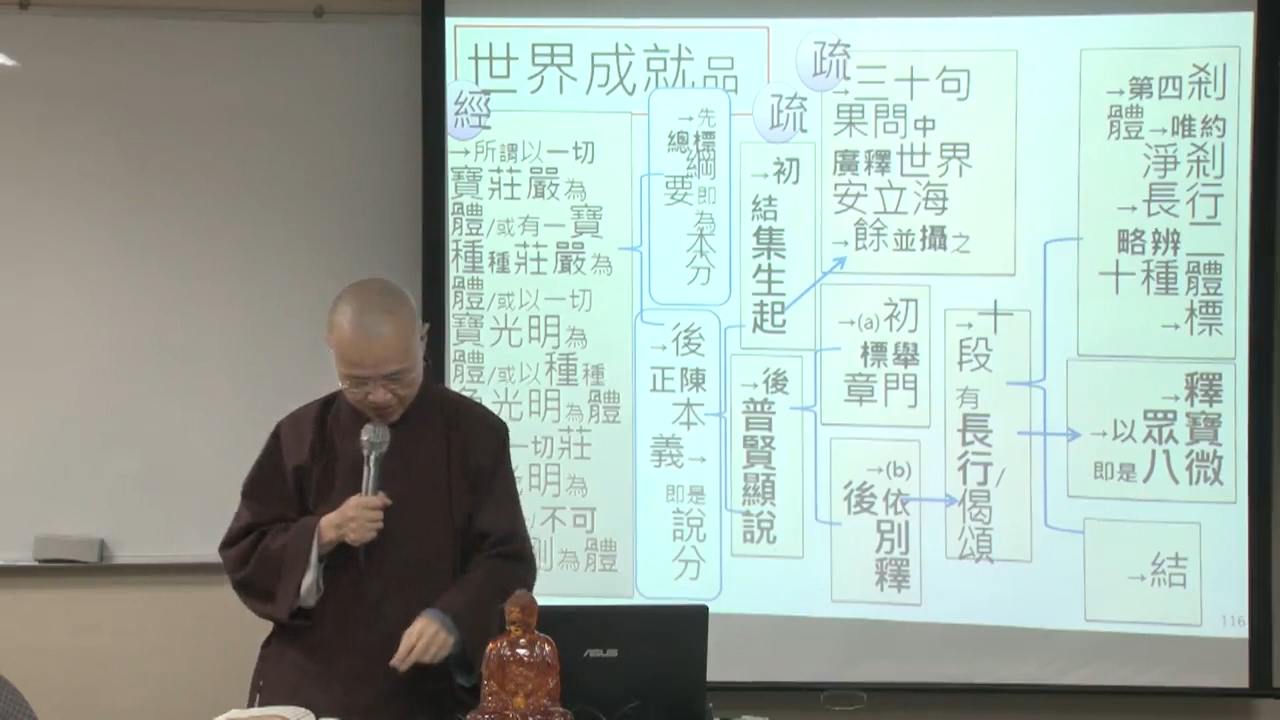 世界成就品
經
→所謂以一切
寶莊嚴為
體/或有一寶
種種莊嚴為
體/或以一切
寶光明為
體/或以種種
光明為體
一切莊
光明為
不可
為體
→先
總標
綱
要即
為
本
分
→後
正陳
本
義→
即是
說
分
疏
→初
結
集
生
起
→後
普
賢
顯
說
疏
→三十句
果問中
廣釋世界
安立海
→餘並攝之
→(a)初
標舉
章門
→(b)
後依
別
釋
→十
段
有
長
行/
偈
頌
→第四剎
體→唯約
淨剎
→長行
略辨二
十種體
→標
→釋
→以眾寶
即是八微
→結
116
ASUS